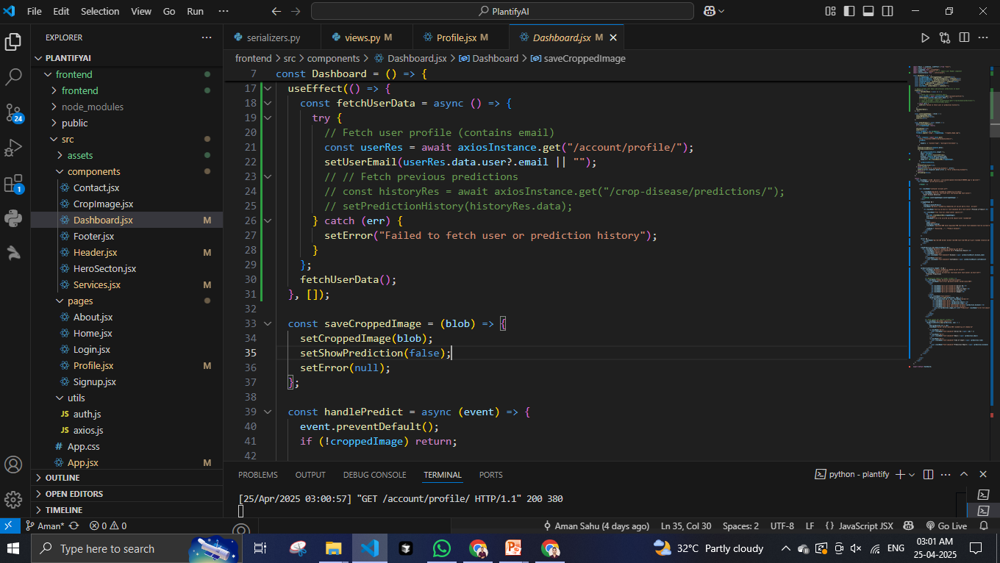 File Edit Selection View Go Run ··· PlantifyAI
EXPLORER ···
PLANTIFYAI
frontend
frontend
node_modules
public
src
assets
components
Contact.jsx
CropImage.jsx
Dashboard.jsx M
Footer.jsx
Header.jsx M
HeroSecton.jsx
Services.jsx M
pages
About.jsx
Home.jsx
Login.jsx
Profile.jsx M
Signup.jsx
utils
JS auth.js
JS axios.js
# App.css
App.jsx M
OUTLINE
OPEN EDITORS
TIMELINE
24
1
serializers.py views.py M Profile.jsx M Dashboard.jsx M
frontend > src > components > Dashboard.jsx > Dashboard > saveCroppedImage
7 const Dashboard = () => {
17 useEffect(() => {
18 const fetchUserData = async () => {
19 try {
20 // Fetch user profile (contains email)
21 const userRes = await axiosInstance.get("/account/profile/");
22 setUserEmail(userRes.data.user?.email || "");
23 // // Fetch previous predictions
24 // const historyRes = await axiosInstance.get("/crop-disease/predictions/");
25 // setPredictionHistory(historyRes.data);
26 } catch (err) {
27 setError("Failed to fetch user or prediction history");
28 }
29 };
30 fetchUserData();
31 }, []);
32
33 const saveCroppedImage = (blob) => {
34 setCroppedImage(blob);
35 setShowPrediction(false);
36 setError(null);
37 };
38
39 const handlePredict = async (event) => {
40 event.preventDefault();
41 if (!croppedImage) return;
42
PROBLEMS OUTPUT DEBUG CONSOLE TERMINAL PORTS python - plantify
[25/Apr/2025 03:00:57] "GET /account/profile/ HTTP/1.1" 200 380
Aman* 0 0 Aman Sahu (4 days ago) Ln 35, Col 30 Spaces: 2 UTF-8 LF {} JavaScript JSX Go Live
Type here to search 32°C Partly cloudy ENG 03:01 AM
25-04-2025